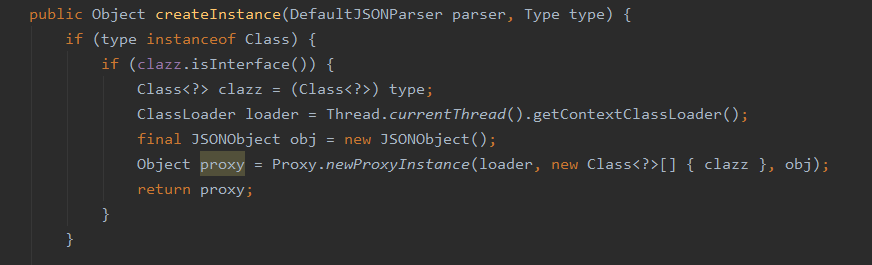 public Object createInstance(DefaultJSONParser parser, Type type) {
if (type instanceof Class) {
if (clazz.isInterface()) {
Class<?> clazz = (Class<?>) type;
ClassLoader loader = Thread.currentThread().getContextClassLoader();
final JSONObject obj = new JSONObject();
Object proxy = Proxy.newProxyInstance(loader, new Class<?>[] { clazz }, obj);
return proxy;
}
}